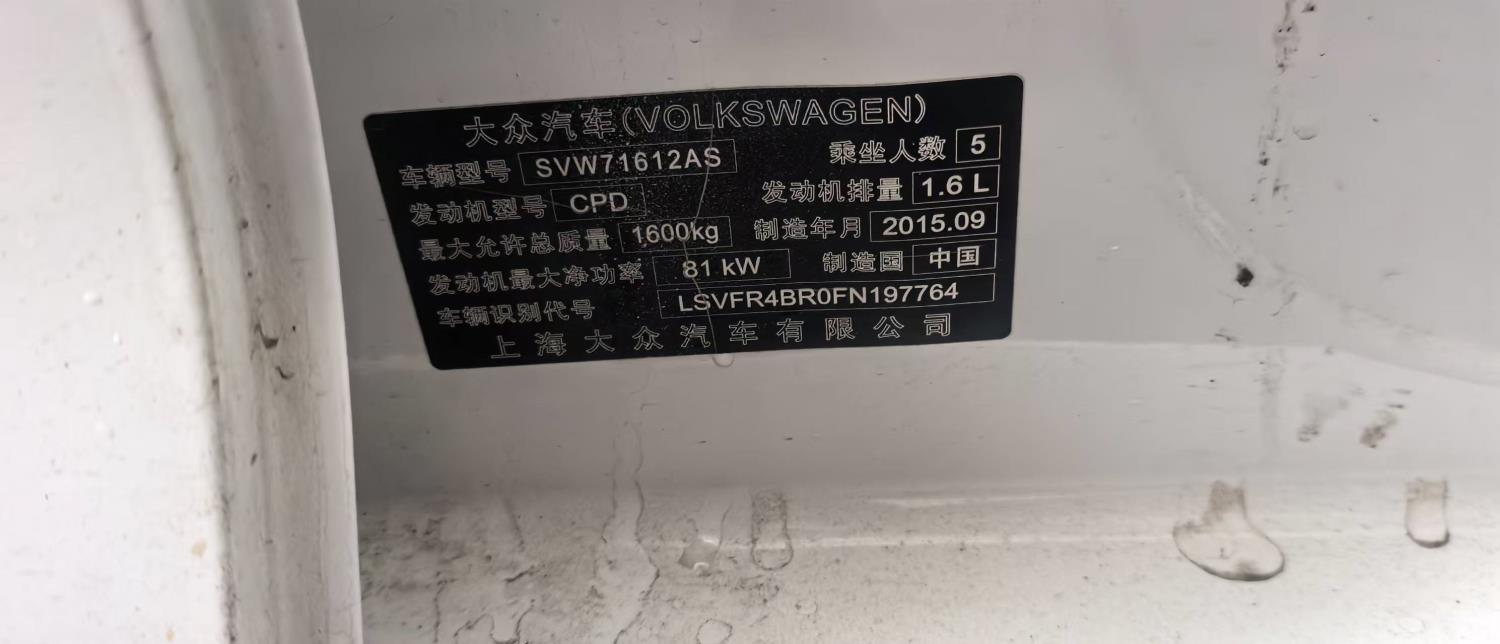 大众汽车(VOLKSWAGEN)
车辆型号 SVW71612AS 乘坐人数 5
发动机型号 CPD 发动机排量 1.6 L
最大允许总质量 1600kg 制造年月 2015.09
发动机最大净功率 81 kW 制造国 中国
车辆识别代号 LSVFR4BR0FN197764
上海大众汽车有限公司